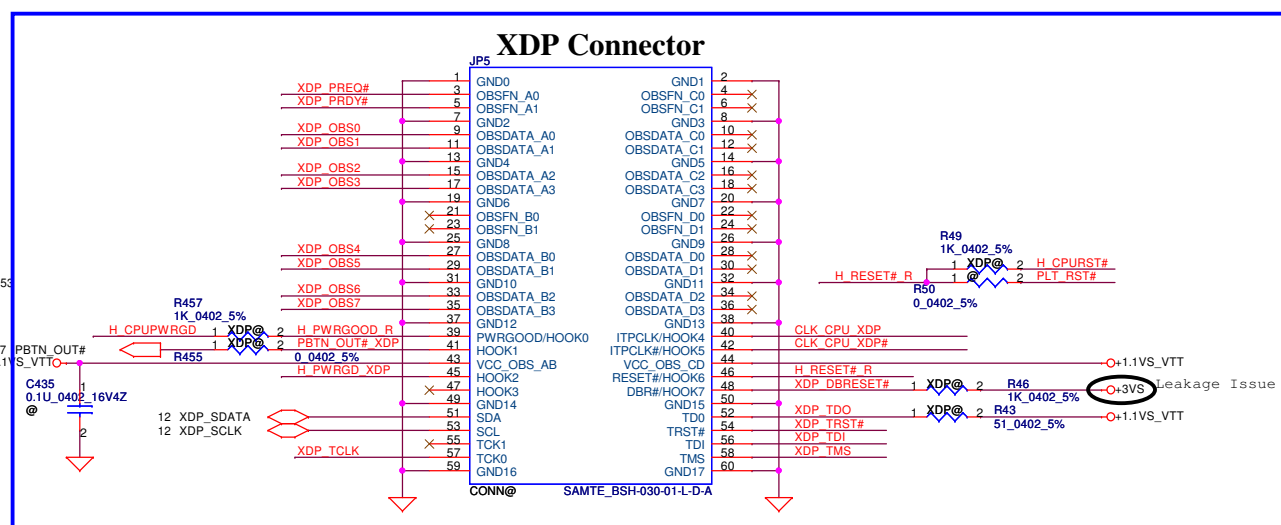 XDP Connector
JP5
1 GND0 GND1 2
XDP_PREQ# 3 OBSFN_A0 OBSFN_C0 4
XDP_PRDY# 5 OBSFN_A1 OBSFN_C1 6
7 GND2 GND3 8
XDP_OBS0 9 OBSDATA_A0 OBSDATA_C0 10
XDP_OBS1 11 OBSDATA_A1 OBSDATA_C1 12
13 GND4 GND5 14
XDP_OBS2 15 OBSDATA_A2 OBSDATA_C2 16
XDP_OBS3 17 OBSDATA_A3 OBSDATA_C3 18
19 GND6 GND7 20
21 OBSFN_B0 OBSFN_D0 22
23 OBSFN_B1 OBSFN_D1 24
25 GND8 GND9 26
XDP_OBS4 27 OBSDATA_B0 OBSDATA_D0 28
XDP_OBS5 29 OBSDATA_B1 OBSDATA_D1 30
31 GND10 GND11 32
XDP_OBS6 33 OBSDATA_B2 OBSDATA_D2 34
XDP_OBS7 35 OBSDATA_B3 OBSDATA_D3 36
37 GND12 GND13 38
H_CPUPWRGD 1 XDP@ 2 H_PWRGOOD_R 39 PWRGOOD/HOOK0 ITPCLK/HOOK4 40 CLK_CPU_XDP
PBTN_OUT# 1 XDP@ 2 PBTN_OUT#_XDP 41 HOOK1 ITPCLK#/HOOK5 42 CLK_CPU_XDP#
1VS_VTT 43 VCC_OBS_AB VCC_OBS_CD 44 +1.1VS_VTT
H_PWRGD_XDP 45 HOOK2 RESET#/HOOK6 46 H_RESET#_R
47 HOOK3 DBR#/HOOK7 48 XDP_DBRESET# 1 XDP@ 2 +3VS Leakage Issue
49 GND14 GND15 50
12 XDP_SDATA 51 SDA TD0 52 XDP_TDO 1 XDP@ 2 +1.1VS_VTT
12 XDP_SCLK 53 SCL TRST# 54 XDP_TRST#
55 TCK1 TDI 56 XDP_TDI
XDP_TCLK 57 TCK0 TMS 58 XDP_TMS
59 GND16 GND17 60
CONN@ SAMTE_BSH-030-01-L-D-A
R457
1K_0402_5%
R455
0_0402_5%
C435
0.1U_0402_16V4Z
@
1
2
R49
1K_0402_5%
1 XDP@ 2 H_CPURST#
H_RESET#_R 1 @ 2 PLT_RST#
R50
0_0402_5%
R46
1K_0402_5%
R43
51_0402_5%